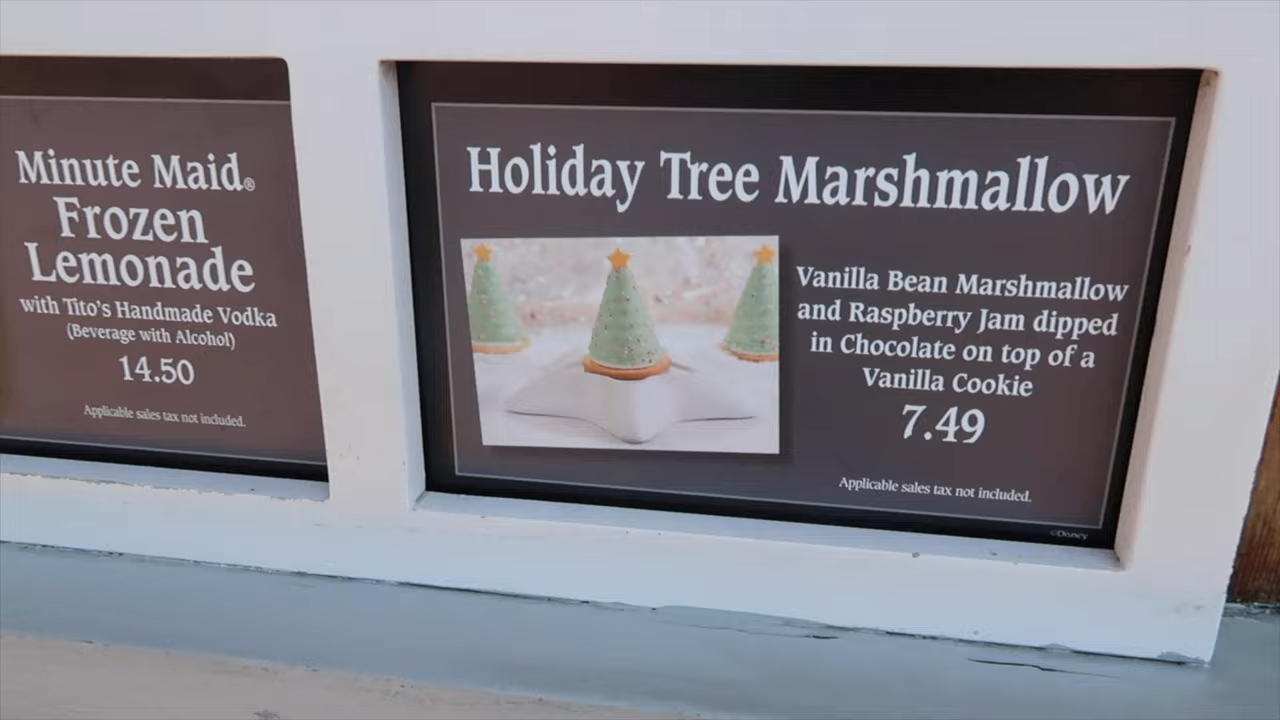 Minute Maid®
Frozen
Lemonade
with Tito's Handmade Vodka
(Beverage with Alcohol)
14.50
Applicable sales tax not included.
Holiday Tree Marshmallow
Vanilla Bean Marshmallow
and Raspberry Jam dipped
in Chocolate on top of a
Vanilla Cookie
7.49
Applicable sales tax not included.
©Disney